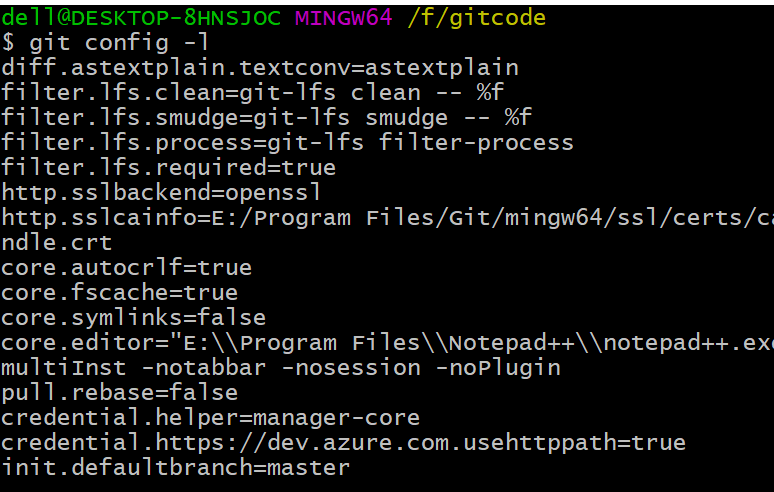 dell@DESKTOP-8HNSJOC MINGW64 /f/gitcode
$ git config -l
diff.astextplain.textconv=astextplain
filter.lfs.clean=git-lfs clean -- %f
filter.lfs.smudge=git-lfs smudge -- %f
filter.lfs.process=git-lfs filter-process
filter.lfs.required=true
http.sslbackend=openssl
http.sslcainfo=E:/Program Files/Git/mingw64/ssl/certs/ca
ndle.crt
core.autocrlf=true
core.fscache=true
core.symlinks=false
core.editor="E:\\Program Files\\Notepad++\\notepad++.exe
multiInst -notabbar -nosession -noPlugin
pull.rebase=false
credential.helper=manager-core
credential.https://dev.azure.com.usehttppath=true
init.defaultbranch=master